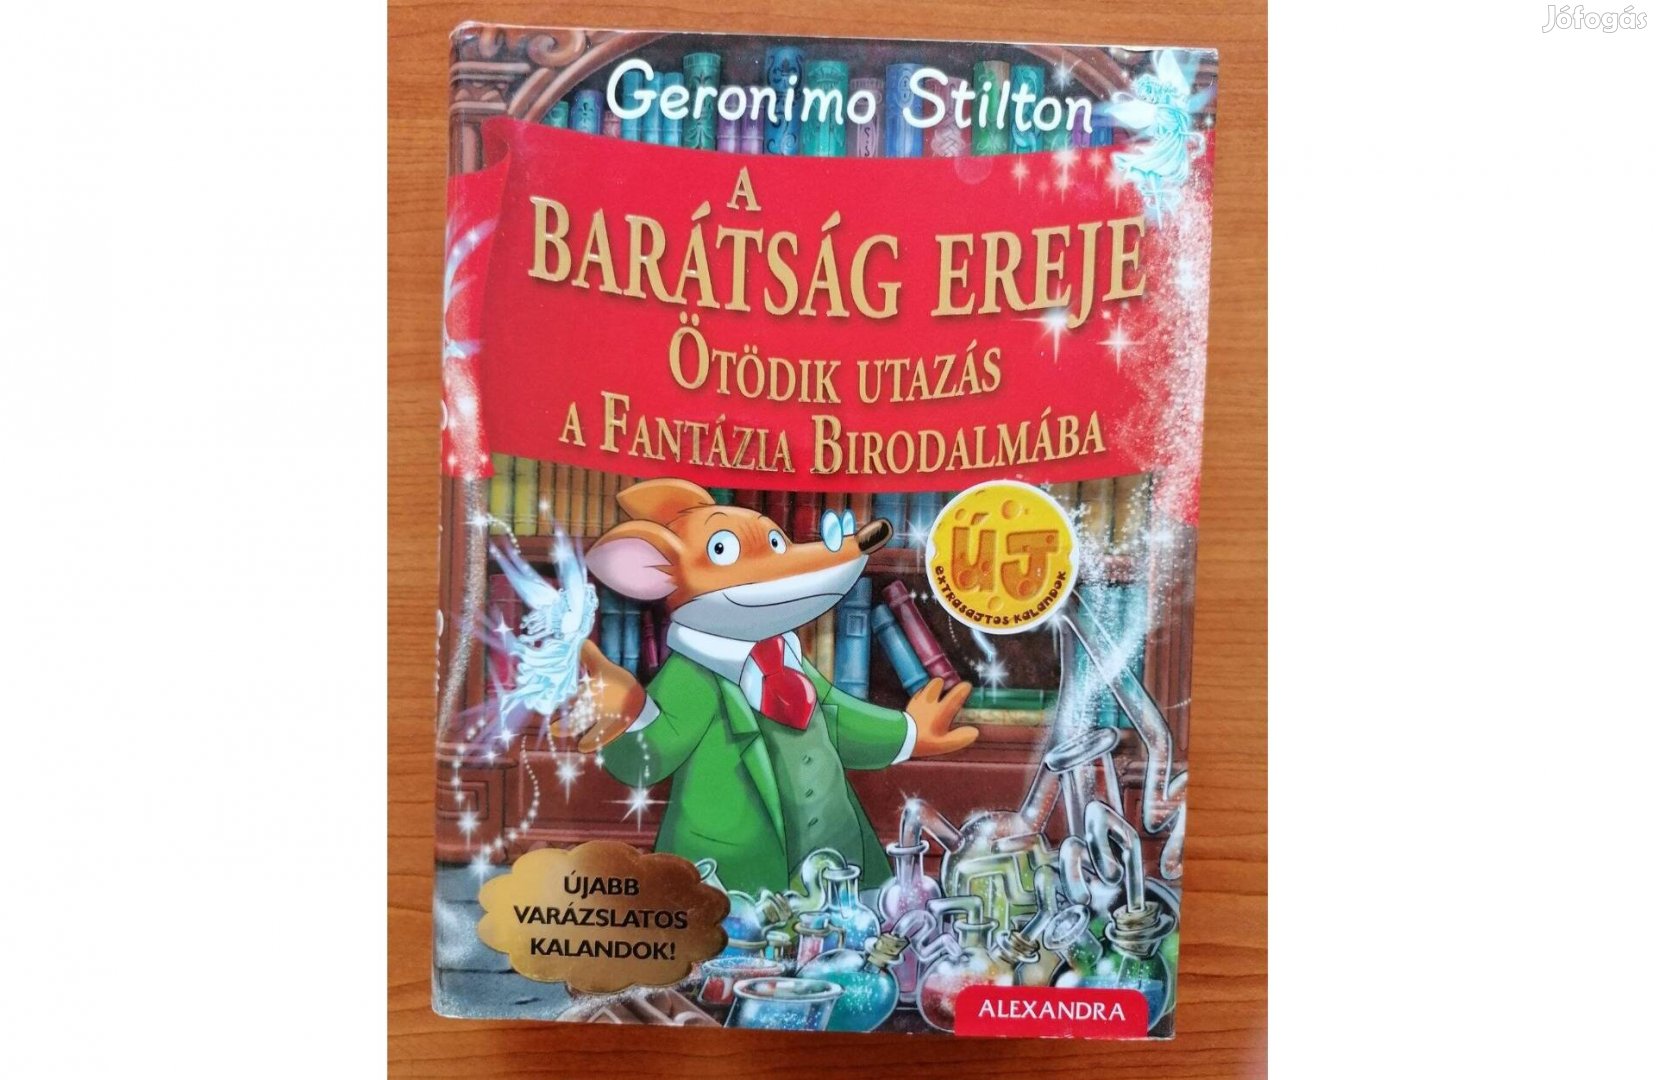 Jófogás
Geronimo Stilton
A
BARÁTSÁG EREJE
ÖTÖDIK UTAZÁS
A FANTÁZIA BIRODALMÁBA
ÚJ
EXTRASAJTOS KALANDOK
ÚJABB
VARÁZSLATOS
KALANDOK!
ALEXANDRA